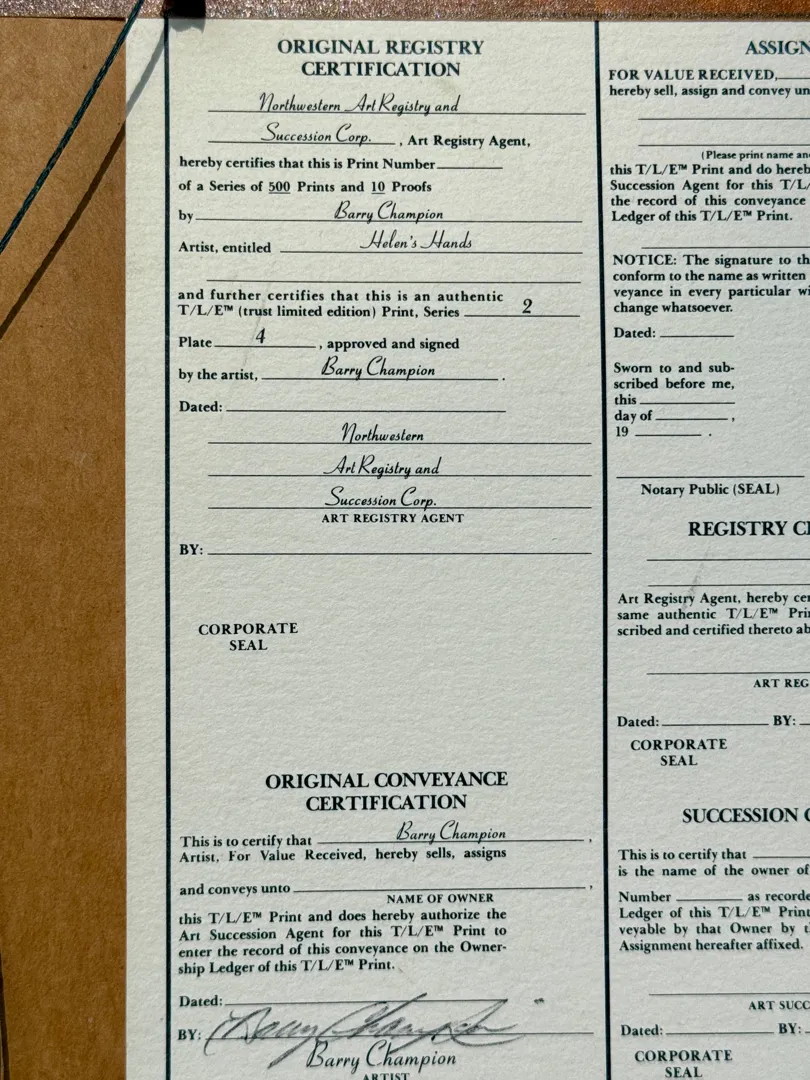 ORIGINAL REGISTRY
CERTIFICATION
Northwestern Art Registry and
Succession Corp. , Art Registry Agent,
hereby certifies that this is Print Number
of a Series of 500 Prints and 10 Proofs
by Barry Champion
Artist, entitled Helen's Hands
and further certifies that this is an authentic
T/L/E™ (trust limited edition) Print, Series 2
Plate 4 , approved and signed
by the artist, Barry Champion .
Dated:
Northwestern
Art Registry and
Succession Corp.
ART REGISTRY AGENT
BY:
CORPORATE
SEAL
ORIGINAL CONVEYANCE
CERTIFICATION
This is to certify that Barry Champion ,
Artist, For Value Received, hereby sells, assigns
and conveys unto ,
NAME OF OWNER
this T/L/E™ Print and does hereby authorize the
Art Succession Agent for this T/L/E™ Print to
enter the record of this conveyance on the Owner-
ship Ledger of this T/L/E™ Print.
Dated:
BY: Barry Champion
Barry Champion
ARTIST
ASSIGN
FOR VALUE RECEIVED,
hereby sell, assign and convey un
(Please print name an
this T/L/E™ Print and do hereb
Succession Agent for this T/L/
the record of this conveyance
Ledger of this T/L/E™ Print.
NOTICE: The signature to th
conform to the name as written
veyance in every particular wi
change whatsoever.
Dated:
Sworn to and sub-
scribed before me,
this
day of ,
19 .
Notary Public (SEAL)
REGISTRY C
Art Registry Agent, hereby cer
same authentic T/L/E™ Pri
scribed and certified thereto ab
ART REG
Dated: BY:
CORPORATE
SEAL
SUCCESSION
This is to certify that
is the name of the owner of
Number as recorde
Ledger of this T/L/E™ Print
veyable by that Owner by t
Assignment hereafter affixed.
ART SUCC
Dated: BY:
CORPORATE
SEAL